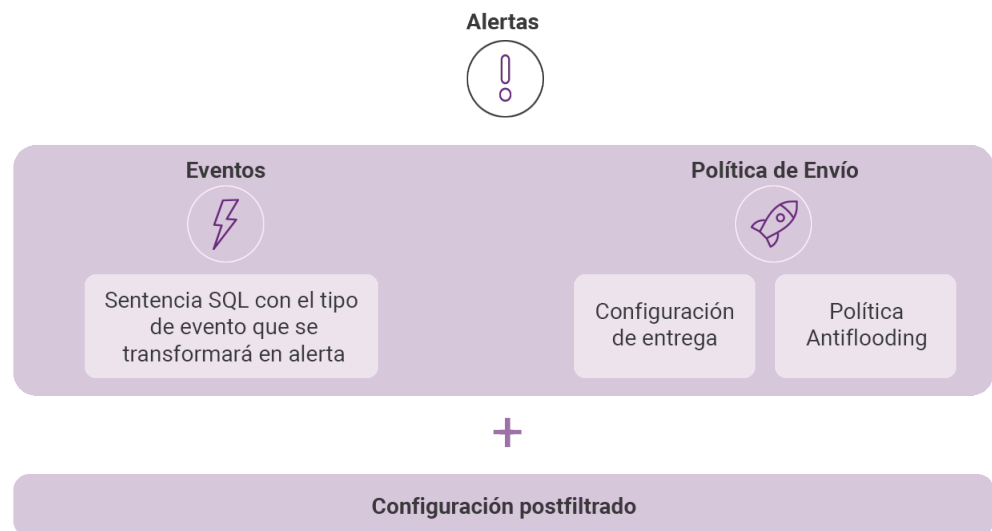 Alertas
Eventos
Sentencia SQL con el tipo
de evento que se
transformará en alerta
Política de Envío
Configuración
de entrega
Política
Antiflooding
+
Configuración postfiltrado